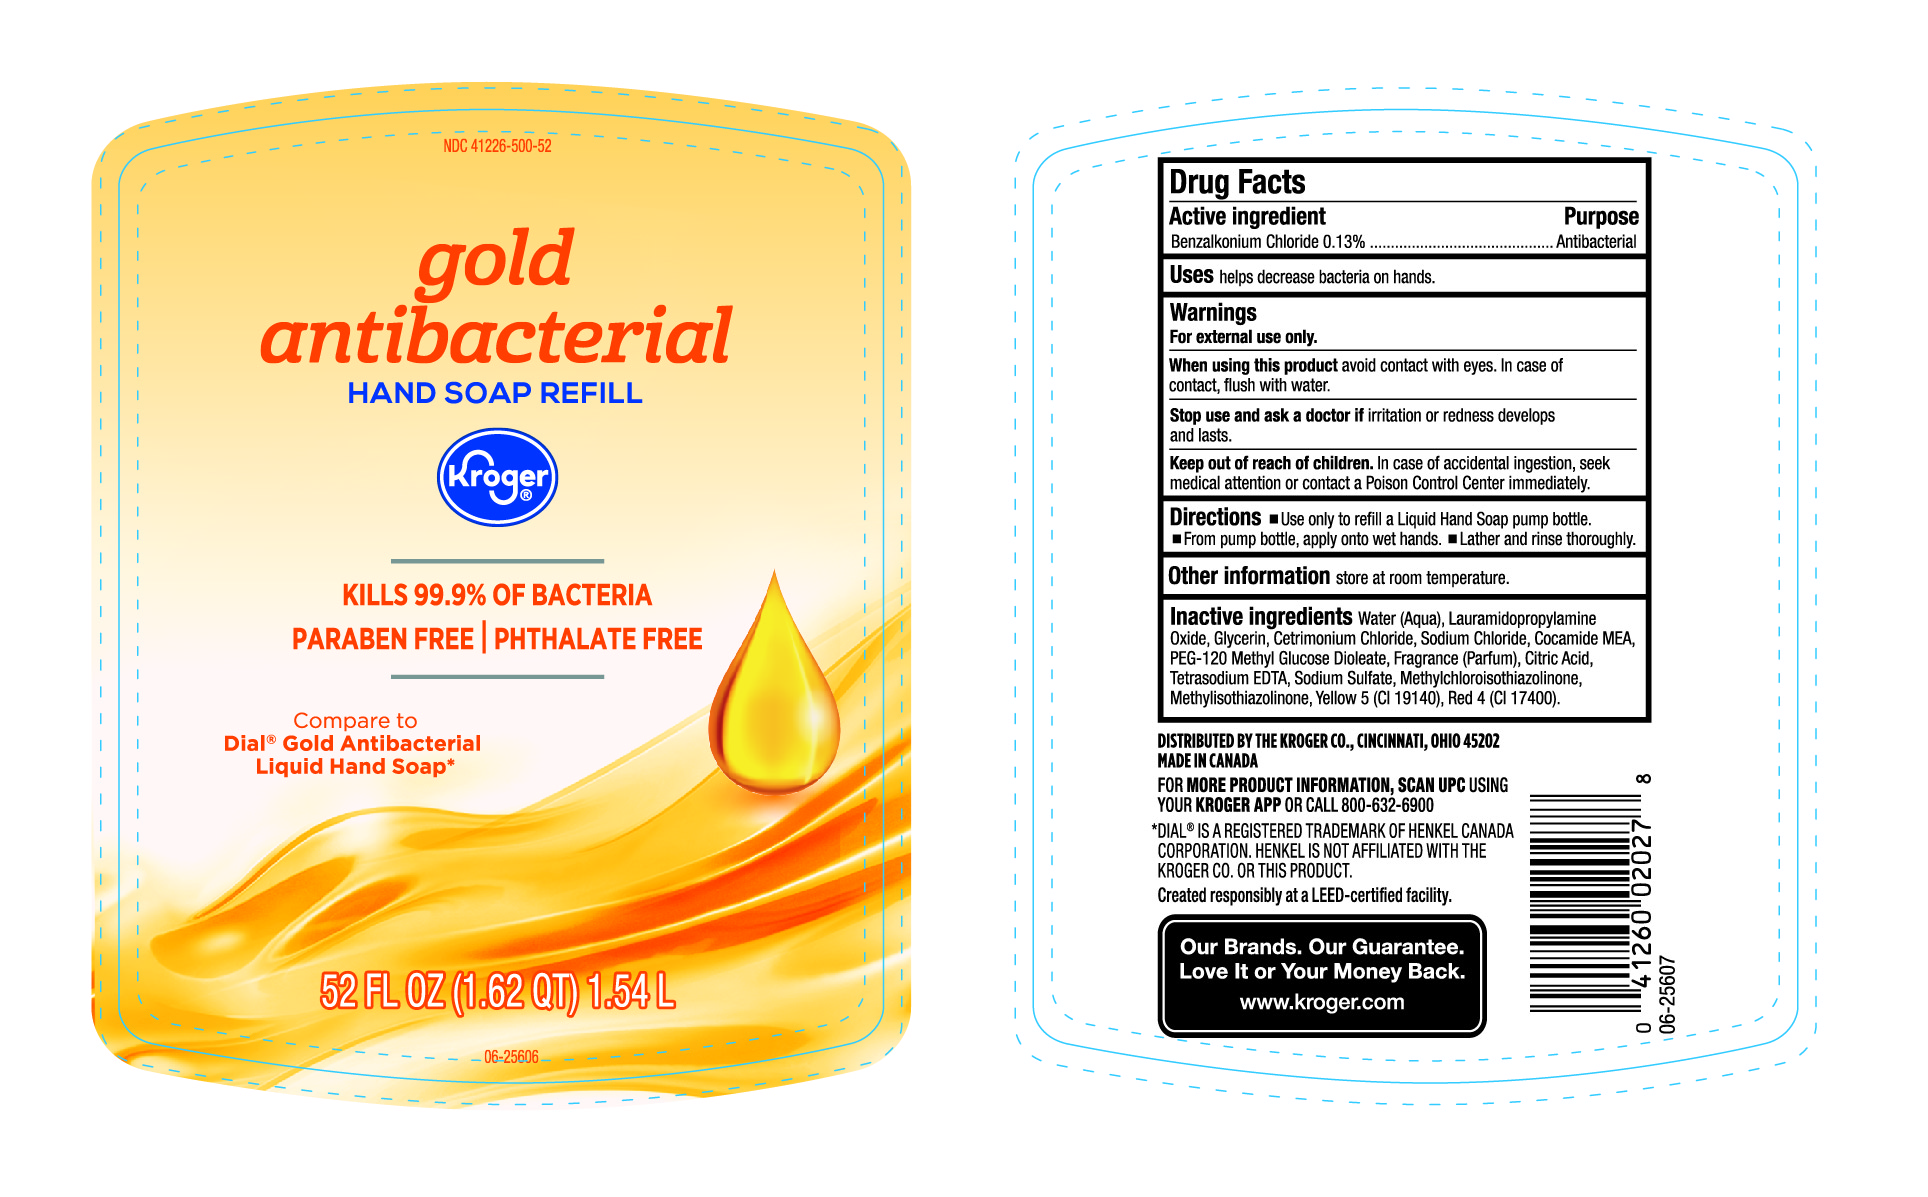 NDC 41226-500-52
gold
antibacterial
HAND SOAP REFILL
Kroger®
KILLS 99.9% OF BACTERIA
PARABEN FREE | PHTHALATE FREE
Compare to
Dial® Gold Antibacterial
Liquid Hand Soap*
52 FL OZ (1.62 QT) 1.54 L
06-25606
Drug Facts
Active ingredient Purpose
Benzalkonium Chloride 0.13% ............................................ Antibacterial
Uses helps decrease bacteria on hands.
Warnings
For external use only.
When using this product avoid contact with eyes. In case of
contact, flush with water.
Stop use and ask a doctor if irritation or redness develops
and lasts.
Keep out of reach of children. In case of accidental ingestion, seek
medical attention or contact a Poison Control Center immediately.
Directions ■ Use only to refill a Liquid Hand Soap pump bottle.
■ From pump bottle, apply onto wet hands. ■ Lather and rinse thoroughly.
Other information store at room temperature.
Inactive ingredients Water (Aqua), Lauramidopropylamine
Oxide, Glycerin, Cetrimonium Chloride, Sodium Chloride, Cocamide MEA,
PEG-120 Methyl Glucose Dioleate, Fragrance (Parfum), Citric Acid,
Tetrasodium EDTA, Sodium Sulfate, Methylchloroisothiazolinone,
Methylisothiazolinone, Yellow 5 (CI 19140), Red 4 (CI 17400).
DISTRIBUTED BY THE KROGER CO., CINCINNATI, OHIO 45202
MADE IN CANADA
FOR MORE PRODUCT INFORMATION, SCAN UPC USING
YOUR KROGER APP OR CALL 800-632-6900
*DIAL® IS A REGISTERED TRADEMARK OF HENKEL CANADA
CORPORATION. HENKEL IS NOT AFFILIATED WITH THE
KROGER CO. OR THIS PRODUCT.
Created responsibly at a LEED-certified facility.
Our Brands. Our Guarantee.
Love It or Your Money Back.
www.kroger.com
0 41260 02027 8
06-25607